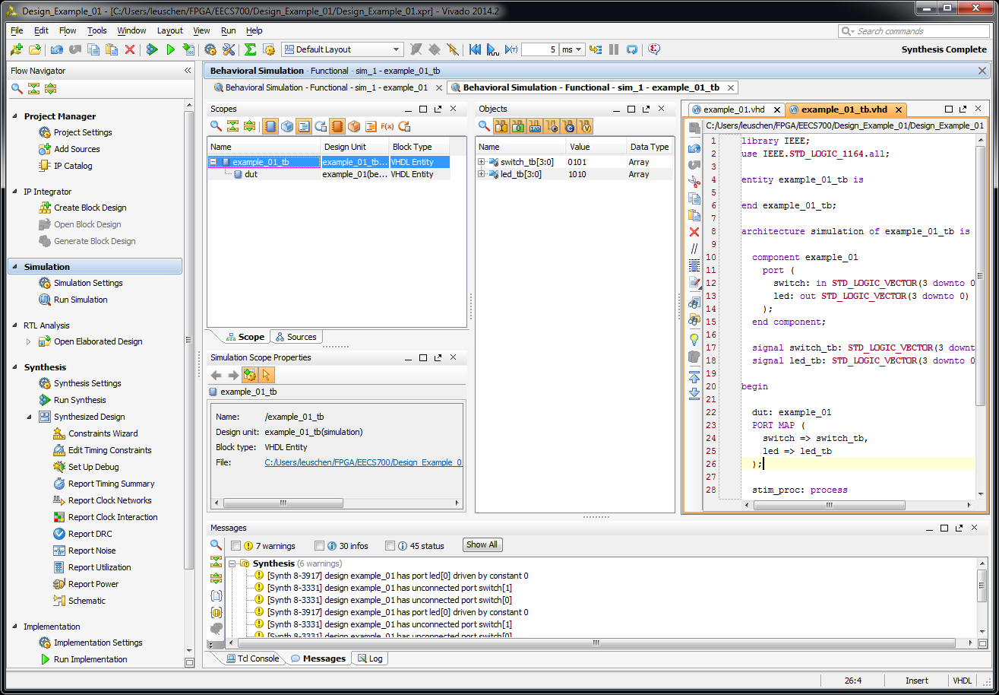 Design_Example_01 - [C:/Users/leuschen/FPGA/EECS700/Design_Example_01/Design_Example_01.xpr] - Vivado 2014.2
File Edit Flow Tools Window Layout View Run Help
Search commands
Default Layout
5 ms
Synthesis Complete
Flow Navigator
Project Manager
Project Settings
Add Sources
IP Catalog
IP Integrator
Create Block Design
Open Block Design
Generate Block Design
Simulation
Simulation Settings
Run Simulation
RTL Analysis
Open Elaborated Design
Synthesis
Synthesis Settings
Run Synthesis
Synthesized Design
Constraints Wizard
Edit Timing Constraints
Set Up Debug
Report Timing Summary
Report Clock Networks
Report Clock Interaction
Report DRC
Report Noise
Report Utilization
Report Power
Schematic
Implementation
Implementation Settings
Run Implementation
Behavioral Simulation - Functional - sim_1 - example_01_tb
Behavioral Simulation - Functional - sim_1 - example_01
Behavioral Simulation - Functional - sim_1 - example_01_tb
Scopes
F(x)
Name Design Unit Block Type
example_01_tb example_01_tb... VHDL Entity
dut example_01(be... VHDL Entity
Scope Sources
Simulation Scope Properties
example_01_tb
Name: /example_01_tb
Design unit: example_01_tb(simulation)
Block type: VHDL Entity
File: C:/Users/leuschen/FPGA/EECS700/Design_Example_0
Objects
Name Value Data Type
switch_tb[3:0] 0101 Array
led_tb[3:0] 1010 Array
example_01.vhd example_01_tb.vhd
C:/Users/leuschen/FPGA/EECS700/Design_Example_01/Design_Example_01
1 library IEEE;
2 use IEEE.STD_LOGIC_1164.all;
3
4 entity example_01_tb is
5
6 end example_01_tb;
7
8 architecture simulation of example_01_tb is
9
10 component example_01
11 port (
12 switch: in STD_LOGIC_VECTOR(3 downto 0
13 led: out STD_LOGIC_VECTOR(3 downto 0)
14 );
15 end component;
16
17 signal switch_tb: STD_LOGIC_VECTOR(3 downt
18 signal led_tb: STD_LOGIC_VECTOR(3 downto 0
19
20 begin
21
22 dut: example_01
23 PORT MAP (
24 switch => switch_tb,
25 led => led_tb
26 );
27
28 stim_proc: process
Messages
7 warnings 30 infos 45 status Show All
Synthesis (6 warnings)
[Synth 8-3917] design example_01 has port led[0] driven by constant 0
[Synth 8-3331] design example_01 has unconnected port switch[1]
[Synth 8-3331] design example_01 has unconnected port switch[0]
[Synth 8-3917] design example_01 has port led[0] driven by constant 0
[Synth 8-3331] design example_01 has unconnected port switch[1]
[Synth 8-3331] design example_01 has unconnected port switch[0]
Tcl Console Messages Log
26:4 Insert VHDL